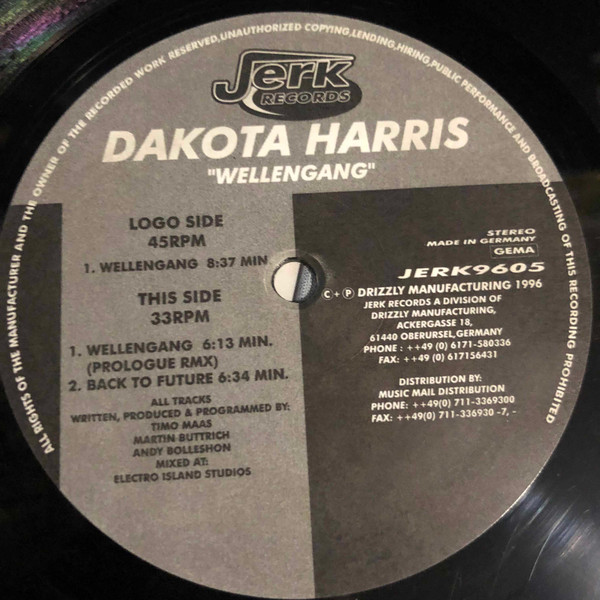 ALL RIGHTS OF THE MANUFACTURER AND THE OWNER OF THE RECORDED WORK RESERVED,UNAUTHORIZED COPYING,LENDING,HIRING,PUBLIC PERFORMANCE AND BROADCASTING OF THIS RECORDING PROHIBITED
Jerk
RECORDS
DAKOTA HARRIS
"WELLENGANG"
LOGO SIDE
45RPM
1. WELLENGANG 8:37 MIN
THIS SIDE
33RPM
1. WELLENGANG 6:13 MIN.
(PROLOGUE RMX)
2. BACK TO FUTURE 6:34 MIN.
ALL TRACKS
WRITTEN, PRODUCED & PROGRAMMED BY:
TIMO MAAS
MARTIN BUTTRICH
ANDY BOLLESHON
MIXED AT:
ELECTRO ISLAND STUDIOS
STEREO
MADE IN GERMANY
GEMA
JERK9605
C + P DRIZZLY MANUFACTURING 1996
JERK RECORDS A DIVISION OF
DRIZZLY MANUFACTURING,
ACKERGASSE 18,
61440 OBERURSEL,GERMANY
PHONE : ++49 (0) 6171-580336
FAX: ++49 (0) 617156431
DISTRIBUTION BY:
MUSIC MAIL DISTRIBUTION
PHONE: ++49(0) 711-3369300
FAX: ++49(0) 711-336930 -7, -